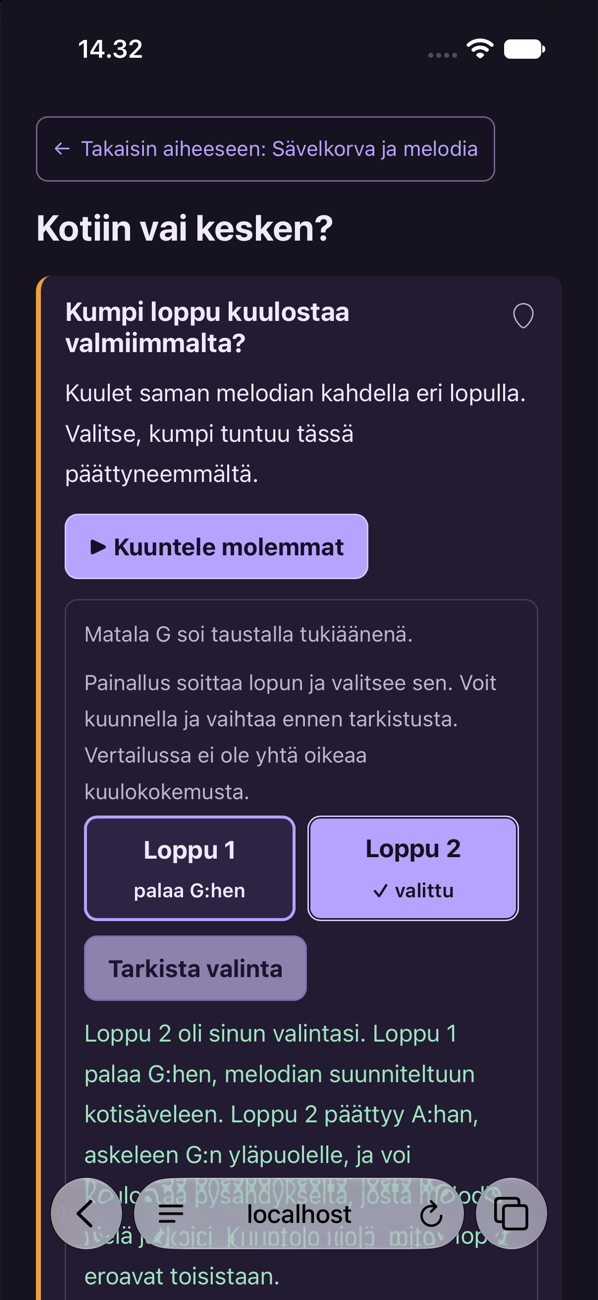 14.32
← Takaisin aiheeseen: Sävelkorva ja melodia
Kotiin vai kesken?
Kumpi loppu kuulostaa
valmiimmalta?
Kuulet saman melodian kahdella eri lopulla.
Valitse, kumpi tuntuu tässä
päättyneemmältä.
▶ Kuuntele molemmat
Matala G soi taustalla tukiäänenä.
Painallus soittaa lopun ja valitsee sen. Voit
kuunnella ja vaihtaa ennen tarkistusta.
Vertailussa ei ole yhtä oikeaa
kuulokokemusta.
Loppu 1
palaa G:hen
Loppu 2
✓ valittu
Tarkista valinta
Loppu 2 oli sinun valintasi. Loppu 1
palaa G:hen, melodian suunniteltuun
kotisäveleen. Loppu 2 päättyy A:han,
askeleen G:n yläpuolelle, ja voi
pysähdykseltä, josta
localhost
eroavat toisistaan.